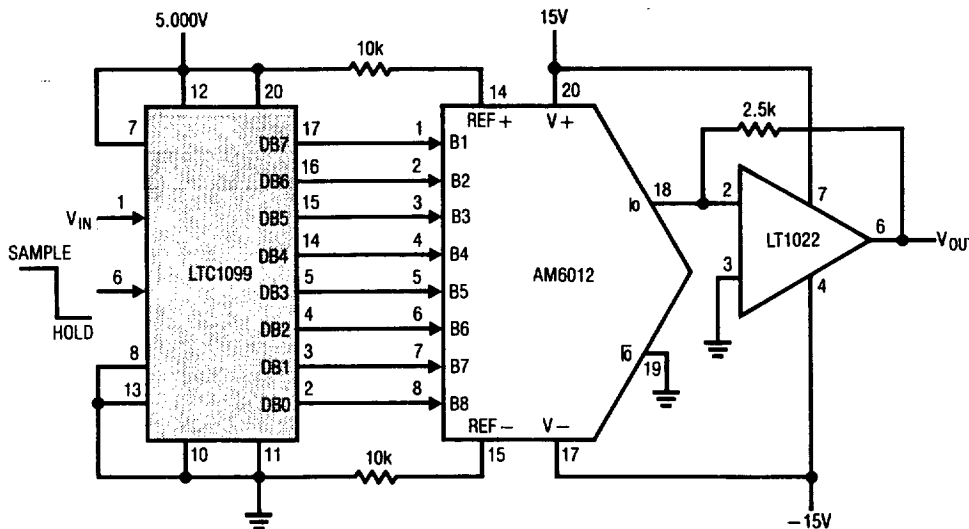 5.000V
15V
10k
12
20
14
20
7
REF+
V+
2.5k
DB7
17
1
B1
DB6
16
2
B2
1
DB5
15
3
B3
18
2
7
VIN
IO
SAMPLE
DB4
14
4
B4
LT1022
6
VOUT
LTC1099
AM6012
6
DB3
5
5
B5
3
4
HOLD
DB2
4
6
B6
8
DB1
3
7
B7
IO
19
13
DB0
2
8
B8
REF−
V−
10
11
10k
15
17
−15V